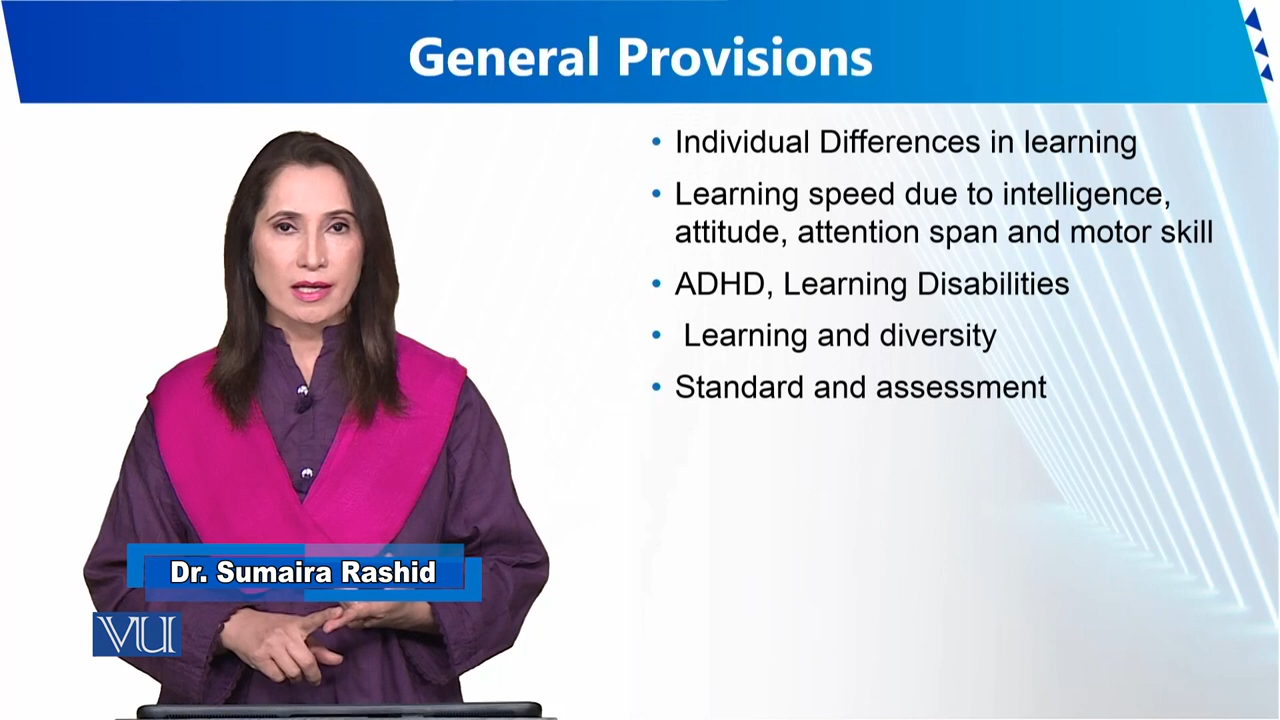 General Provisions
• Individual Differences in learning
• Learning speed due to intelligence,
attitude, attention span and motor skill
• ADHD, Learning Disabilities
• Learning and diversity
• Standard and assessment
Dr. Sumaira Rashid
VU